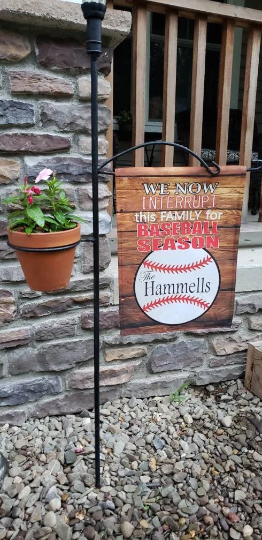 WE NOW
INTERRUPT
this FAMILY for
BASEBALL
SEASON
The
Hammells